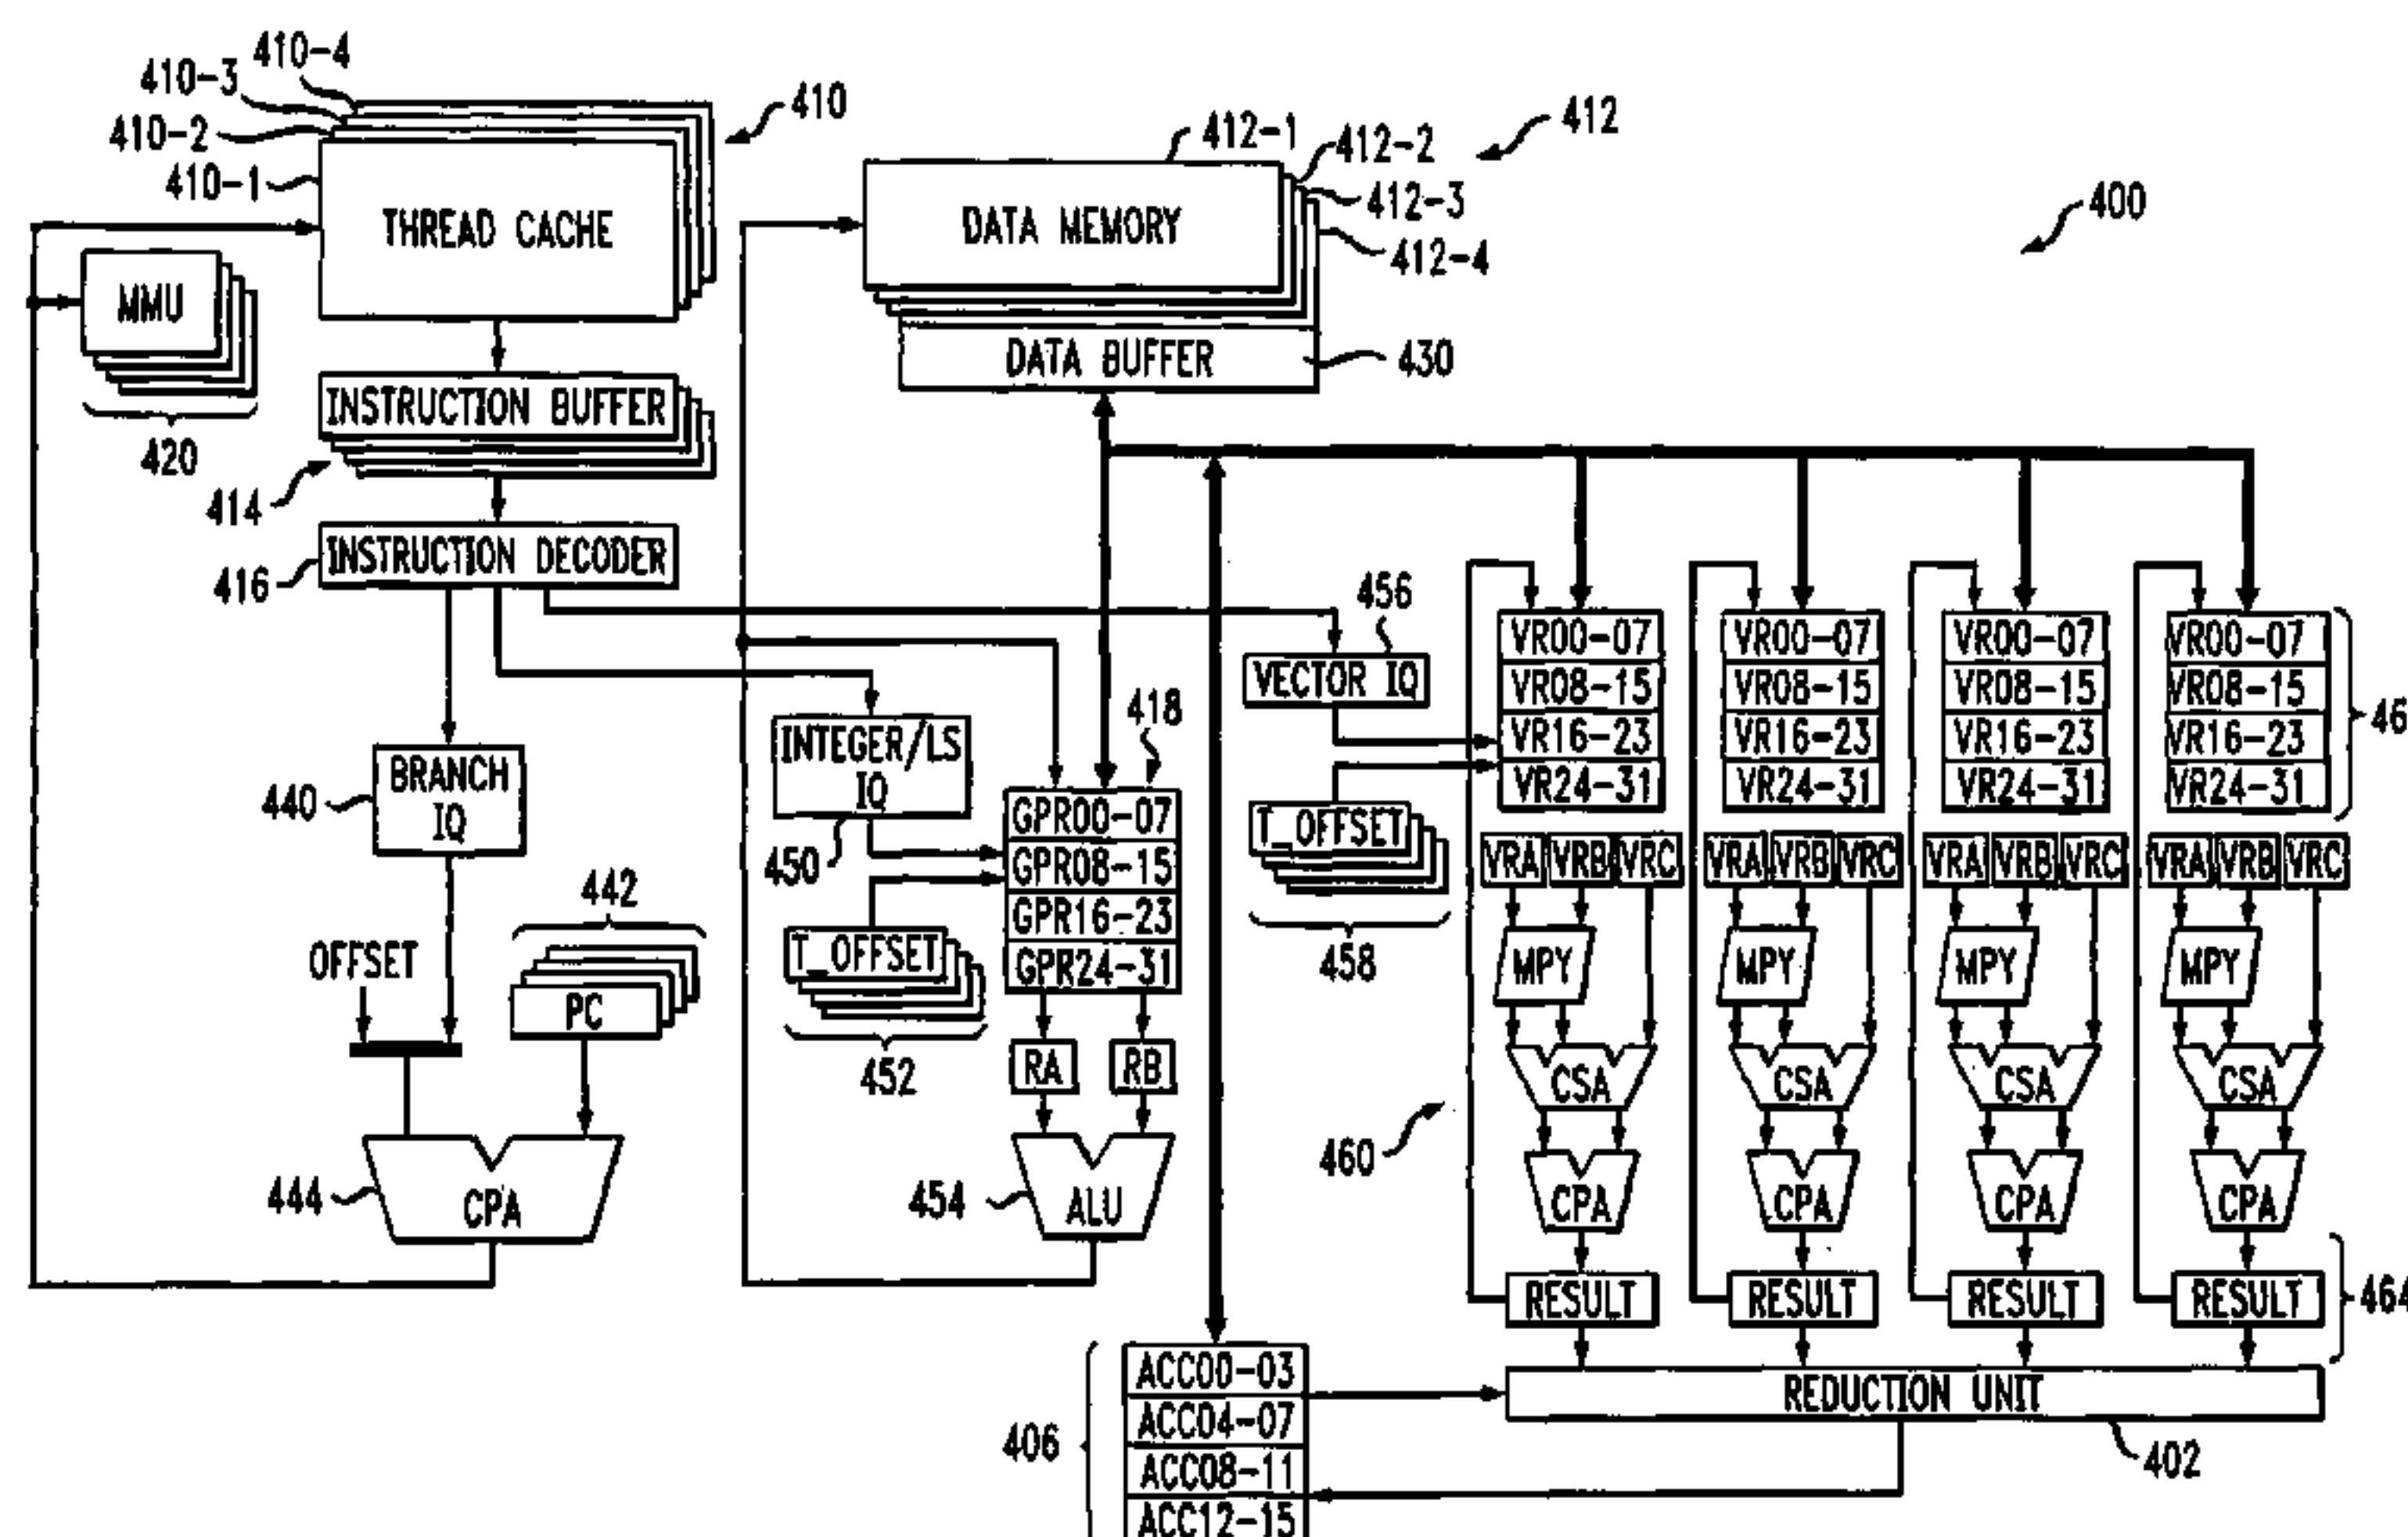 410-4
410-3
410-2
410-1
410
THREAD CACHE
MMU
420
INSTRUCTION BUFFER
414
INSTRUCTION DECODER
416
412-1
412-2
412-3
412-4
412
DATA MEMORY
DATA BUFFER
430
400
BRANCH IQ
440
442
OFFSET
PC
444
CPA
INTEGER/LS IQ
450
418
GPR00-07
GPR08-15
GPR16-23
GPR24-31
T_OFFSET
452
RA RB
454
ALU
456
VECTOR IQ
T_OFFSET
458
VR00-07 VR00-07 VR00-07 VR00-07
VR08-15 VR08-15 VR08-15 VR08-15
VR16-23 VR16-23 VR16-23 VR16-23
VR24-31 VR24-31 VR24-31 VR24-31
VRA VRB VRC VRA VRB VRC VRA VRB VRC VRA VRB VRC
MPY MPY MPY MPY
CSA CSA CSA CSA
460
CPA CPA CPA CPA
RESULT RESULT RESULT RESULT
464
406
ACC00-03
ACC04-07
ACC08-11
ACC12-15
REDUCTION UNIT
402